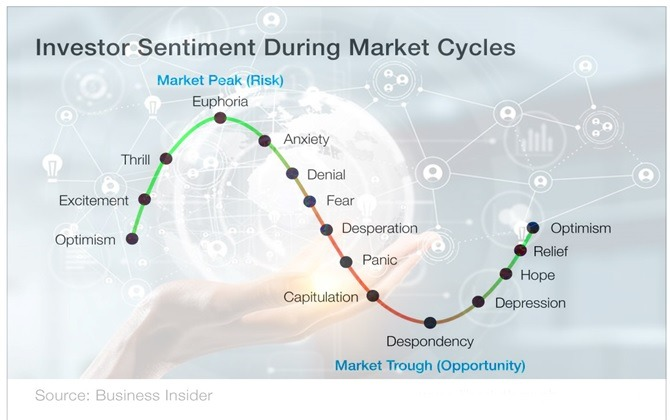 Investor Sentiment During Market Cycles
Market Peak (Risk)
Euphoria
Anxiety
Thrill
Denial
Excitement
Fear
Desperation
Optimism
Optimism
Relief
Panic
Hope
Capitulation
Depression
Despondency
Market Trough (Opportunity)
Source: Business Insider